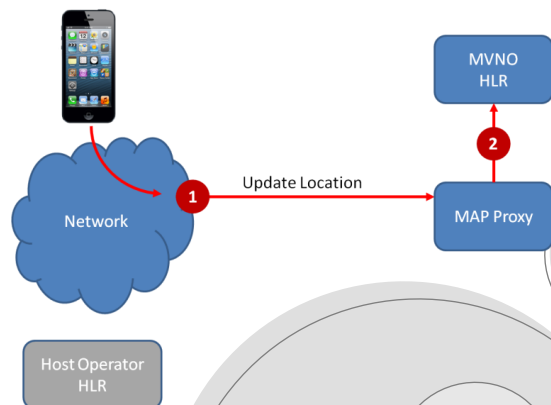 MVNO
HLR
2
1
Update Location
Network
MAP Proxy
Host Operator
HLR